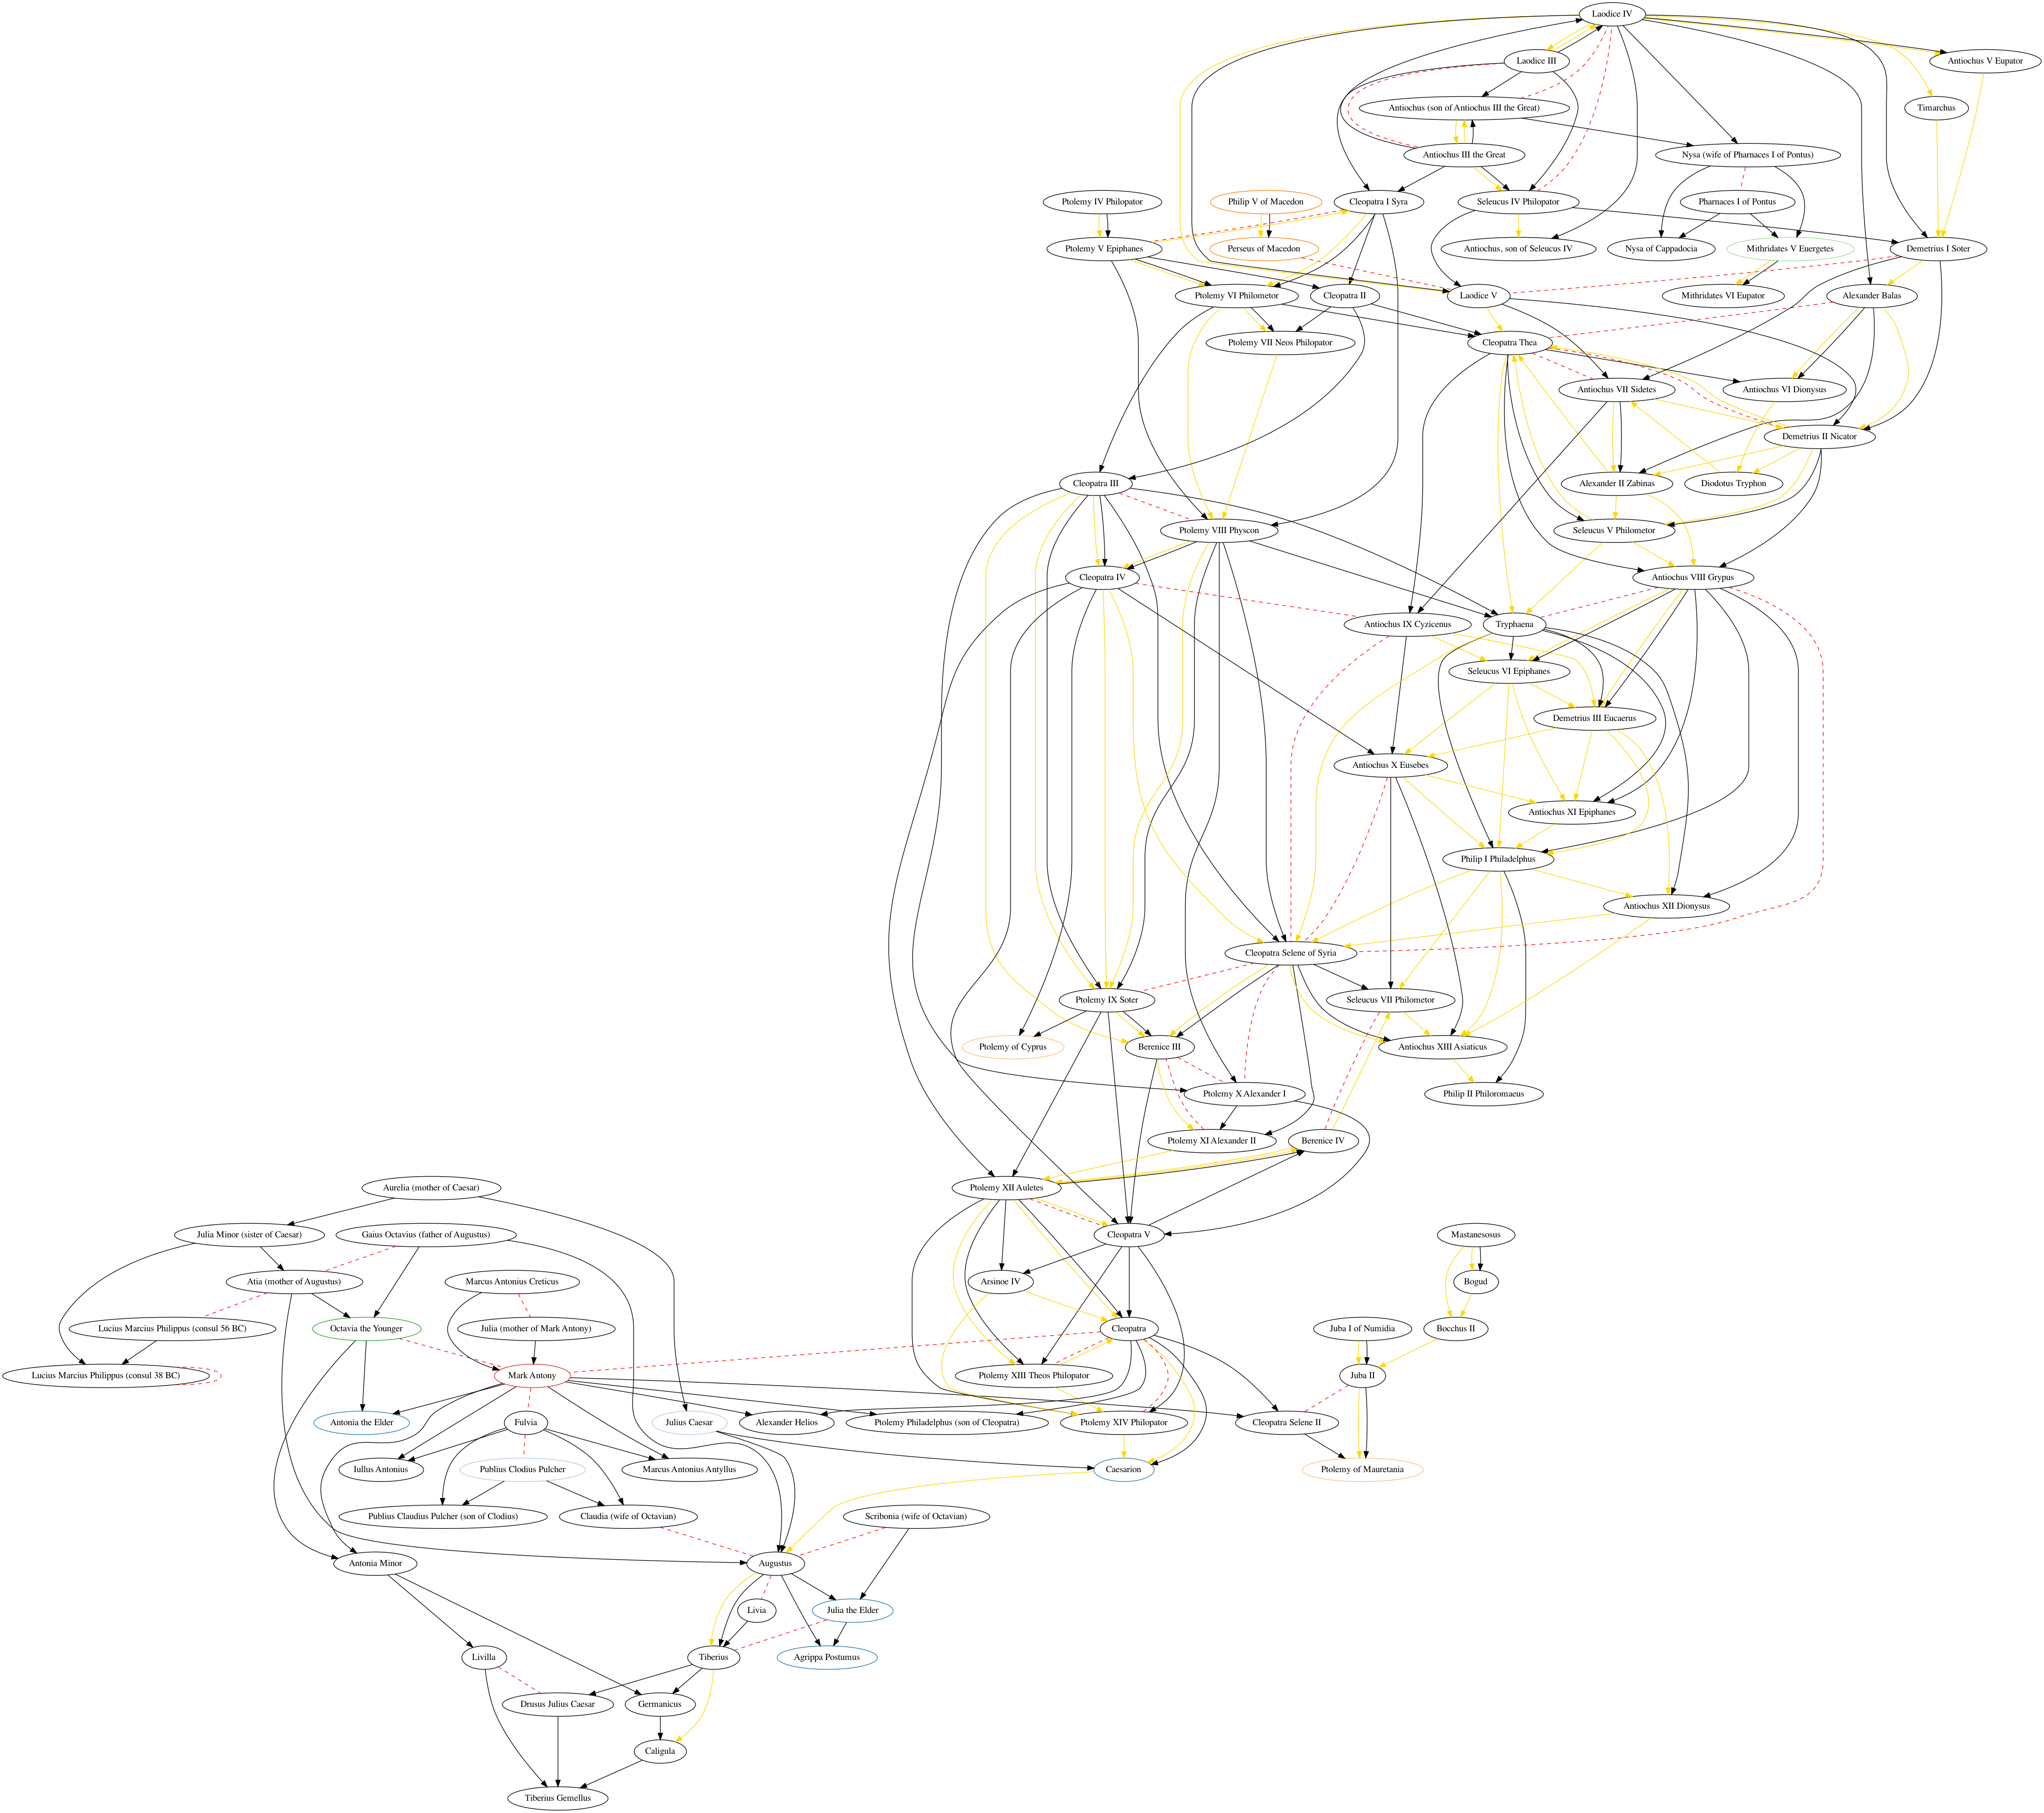 Laodice IV
Laodice III
Antiochus V Eupator
Antiochus (son of Antiochus III the Great)
Timarchus
Antiochus III the Great
Nysa (wife of Pharnaces I of Pontus)
Ptolemy IV Philopator
Philip V of Macedon
Cleopatra I Syra
Seleucus IV Philopator
Pharnaces I of Pontus
Ptolemy V Epiphanes
Perseus of Macedon
Antiochus, son of Seleucus IV
Nysa of Cappadocia
Mithridates V Euergetes
Demetrius I Soter
Ptolemy VI Philometor
Cleopatra II
Laodice V
Mithridates VI Eupator
Alexander Balas
Ptolemy VII Neos Philopator
Cleopatra Thea
Antiochus VII Sidetes
Antiochus VI Dionysus
Demetrius II Nicator
Cleopatra III
Alexander II Zabinas
Diodotus Tryphon
Ptolemy VIII Physcon
Seleucus V Philometor
Cleopatra IV
Antiochus VIII Grypus
Antiochus IX Cyzicenus
Tryphaena
Seleucus VI Epiphanes
Demetrius III Eucaerus
Antiochus X Eusebes
Antiochus XI Epiphanes
Philip I Philadelphus
Antiochus XII Dionysus
Cleopatra Selene of Syria
Ptolemy IX Soter
Seleucus VII Philometor
Ptolemy of Cyprus
Berenice III
Antiochus XIII Asiaticus
Ptolemy X Alexander I
Philip II Philoromaeus
Ptolemy XI Alexander II
Berenice IV
Aurelia (mother of Caesar)
Ptolemy XII Auletes
Julia Minor (sister of Caesar)
Gaius Octavius (father of Augustus)
Cleopatra V
Mastanesosus
Atia (mother of Augustus)
Marcus Antonius Creticus
Arsinoe IV
Bogud
Lucius Marcius Philippus (consul 56 BC)
Octavia the Younger
Julia (mother of Mark Antony)
Cleopatra
Juba I of Numidia
Bocchus II
Lucius Marcius Philippus (consul 38 BC)
Mark Antony
Ptolemy XIII Theos Philopator
Juba II
Antonia the Elder
Fulvia
Julius Caesar
Alexander Helios
Ptolemy Philadelphus (son of Cleopatra)
Ptolemy XIV Philopator
Cleopatra Selene II
Iullus Antonius
Publius Clodius Pulcher
Marcus Antonius Antyllus
Caesarion
Ptolemy of Mauretania
Publius Claudius Pulcher (son of Clodius)
Claudia (wife of Octavian)
Scribonia (wife of Octavian)
Antonia Minor
Augustus
Livia
Julia the Elder
Livilla
Tiberius
Agrippa Postumus
Drusus Julius Caesar
Germanicus
Caligula
Tiberius Gemellus